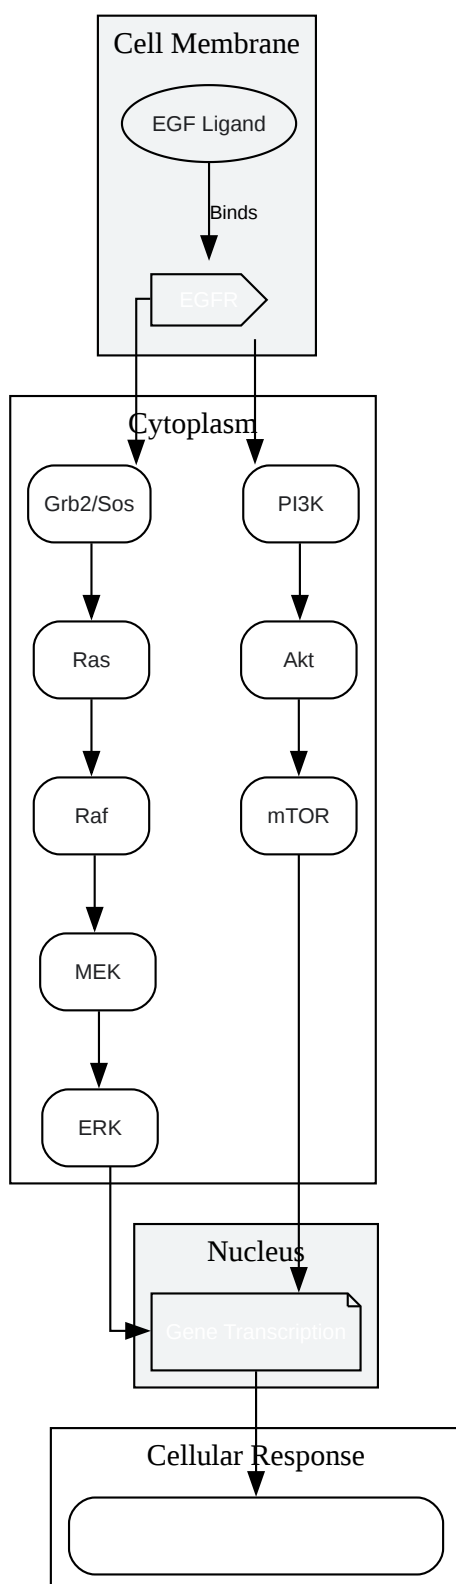 Cell Membrane
EGF Ligand
Binds
EGFR
Cytoplasm
Grb2/Sos
PI3K
Ras
Akt
Raf
mTOR
MEK
ERK
Nucleus
Gene Transcription
Cellular Response